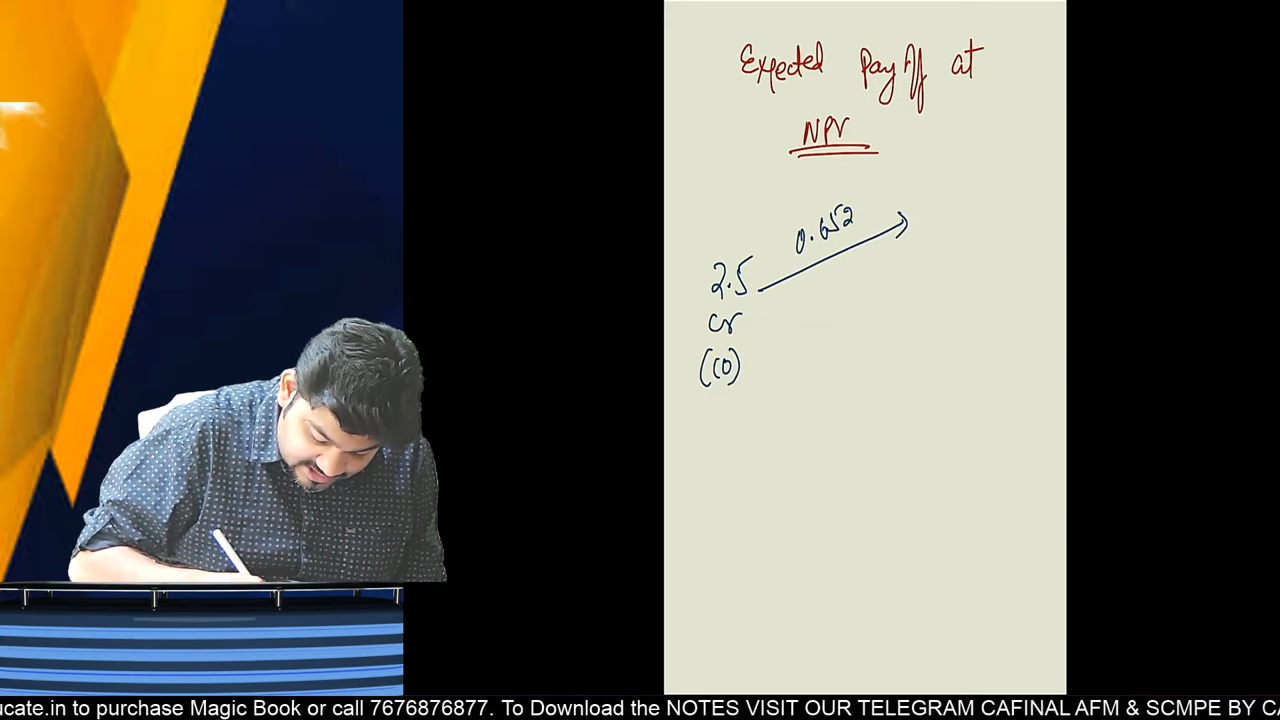 Expected Pay off at
NPV
0.652
2.5
cr
(CO)
ucate.in to purchase Magic Book or call 7676876877. To Download the NOTES VISIT OUR TELEGRAM CAFINAL AFM & SCMPE BY CA